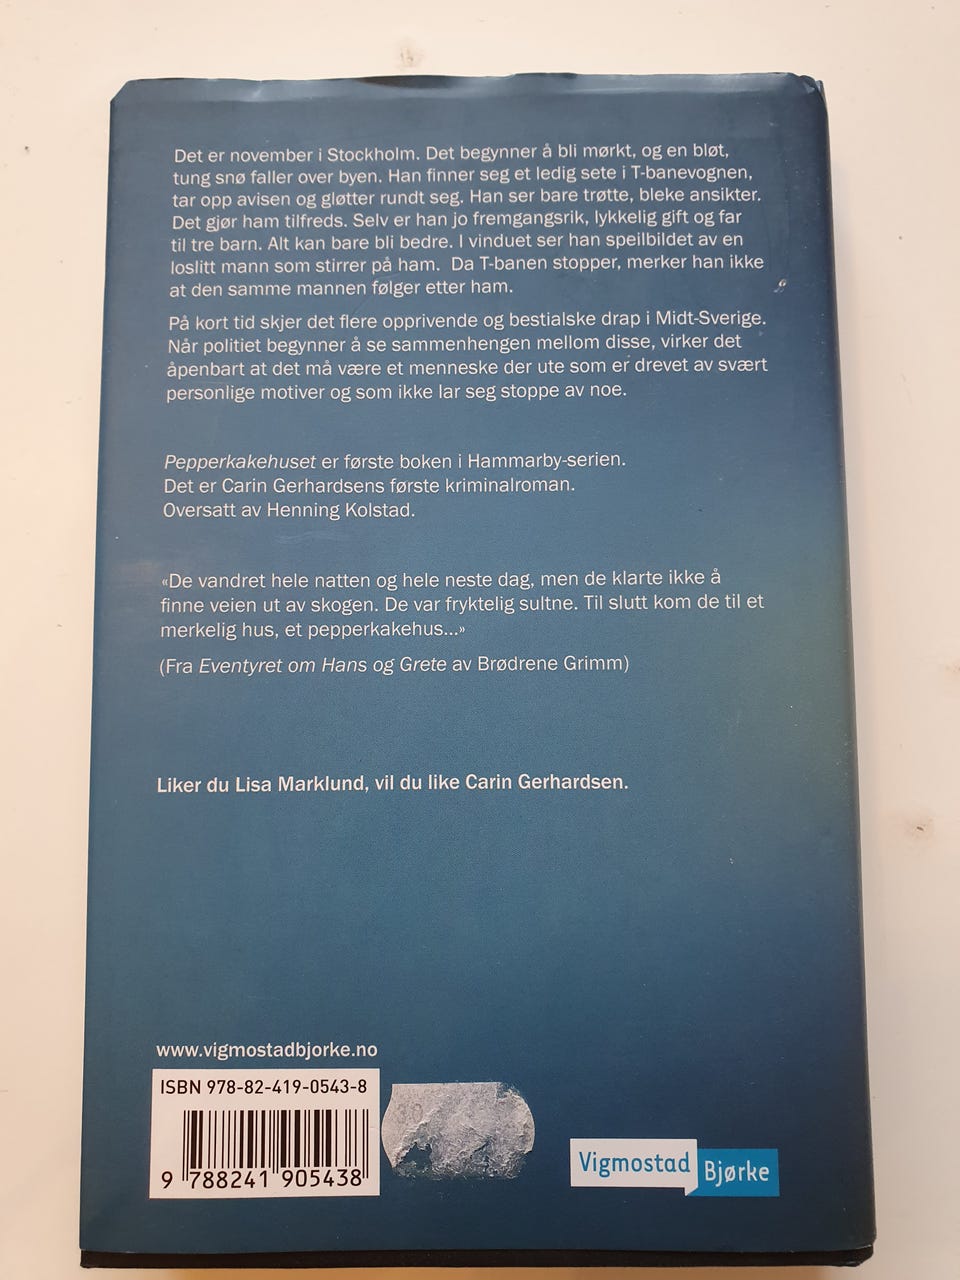 Det er november i Stockholm. Det begynner å bli mørkt, og en bløt,
tung snø faller over byen. Han finner seg et ledig sete i T-banevognen,
tar opp avisen og gløtter rundt seg. Han ser bare trøtte, bleke ansikter.
Det gjør ham tilfreds. Selv er han jo fremgangsrik, lykkelig gift og far
til tre barn. Alt kan bare bli bedre. I vinduet ser han speilbildet av en
loslitt mann som stirrer på ham. Da T-banen stopper, merker han ikke
at den samme mannen følger etter ham.
På kort tid skjer det flere opprivende og bestialske drap i Midt-Sverige.
Når politiet begynner å se sammenhengen mellom disse, virker det
åpenbart at det må være et menneske der ute som er drevet av svært
personlige motiver og som ikke lar seg stoppe av noe.
Pepperkakehuset er første boken i Hammarby-serien.
Det er Carin Gerhardsens første kriminalroman.
Oversatt av Henning Kolstad.
«De vandret hele natten og hele neste dag, men de klarte ikke å
finne veien ut av skogen. De var fryktelig sultne. Til slutt kom de til et
merkelig hus, et pepperkakehus...»
(Fra Eventyret om Hans og Grete av Brødrene Grimm)
Liker du Lisa Marklund, vil du like Carin Gerhardsen.
www.vigmostadbjorke.no
ISBN 978-82-419-0543-8
9 788241 905438
Vigmostad
Bjørke